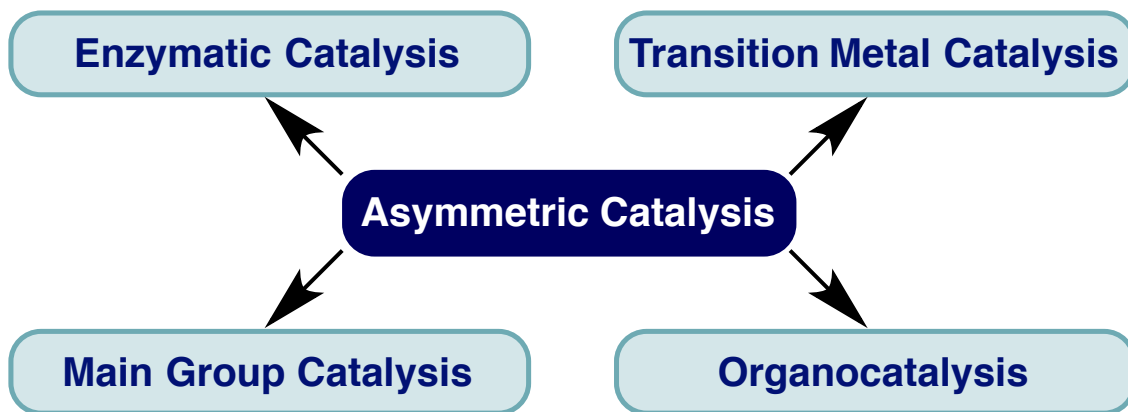 Enzymatic Catalysis
Transition Metal Catalysis
Asymmetric Catalysis
Main Group Catalysis
Organocatalysis